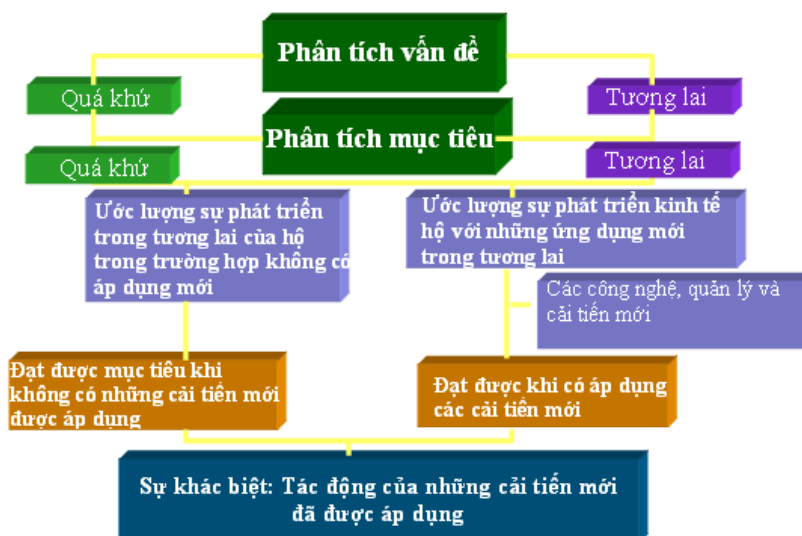 Phân tích vấn đề
Quá khứ
Tương lai
Phân tích mục tiêu
Quá khứ
Tương lai
Ước lượng sự phát triển
trong tương lai của hộ
trong trường hợp không có
áp dụng mới
Ước lượng sự phát triển kinh tế
hộ với những ứng dụng mới
trong tương lai
Các công nghệ, quản lý và
cải tiến mới
Đạt được mục tiêu khi
không có những cải tiến mới
được áp dụng
Đạt được khi có áp dụng
các cải tiến mới
Sự khác biệt: Tác động của những cải tiến mới
đã được áp dụng